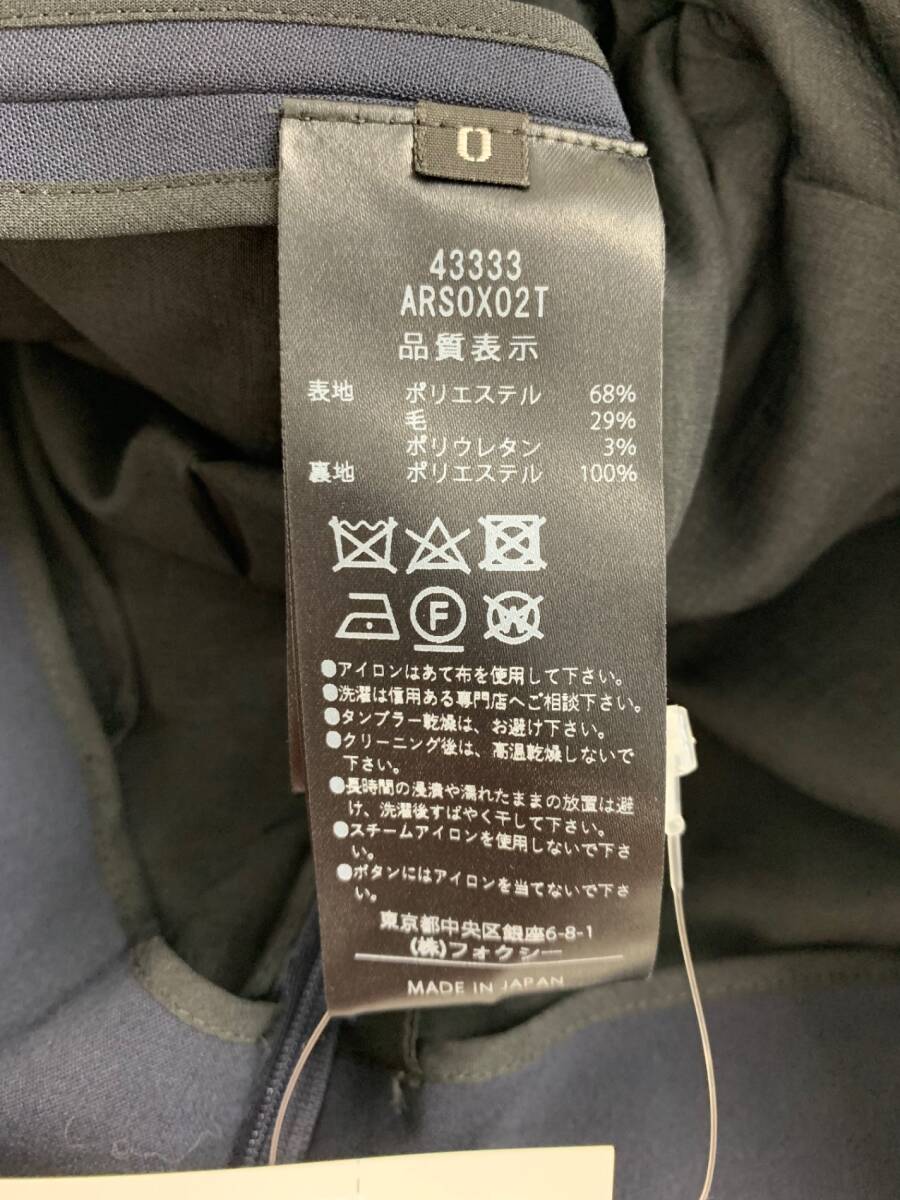 0
43333
ARS0X02T
品質表示
表地 ポリエステル 68%
毛 29%
ポリウレタン 3%
裏地 ポリエステル 100%
F
W
●アイロンはあて布を使用して下さい。
●洗濯は信用ある専門店へご相談下さい。
●タンブラー乾燥は、お避け下さい。
●クリーニング後は、高温乾燥しないで
下さい。
●長時間の浸漬や濡れたままの放置は避
け、洗濯後すばやく干して下さい。
●スチームアイロンを使用しないで下さ
い。
●ボタンにはアイロンを当てないで下さ
い。
東京都中央区銀座6-8-1
(株)フォクシー
MADE IN JAPAN